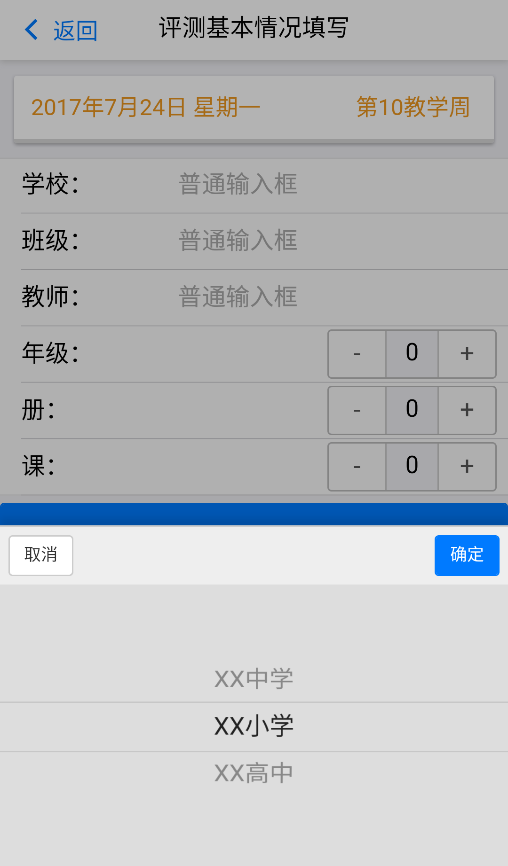 返回 评测基本情况填写
2017年7月24日 星期一 第10教学周
学校: 普通输入框
班级: 普通输入框
教师: 普通输入框
年级: - 0 +
册: - 0 +
课: - 0 +
取消 确定
XX中学
XX小学
XX高中